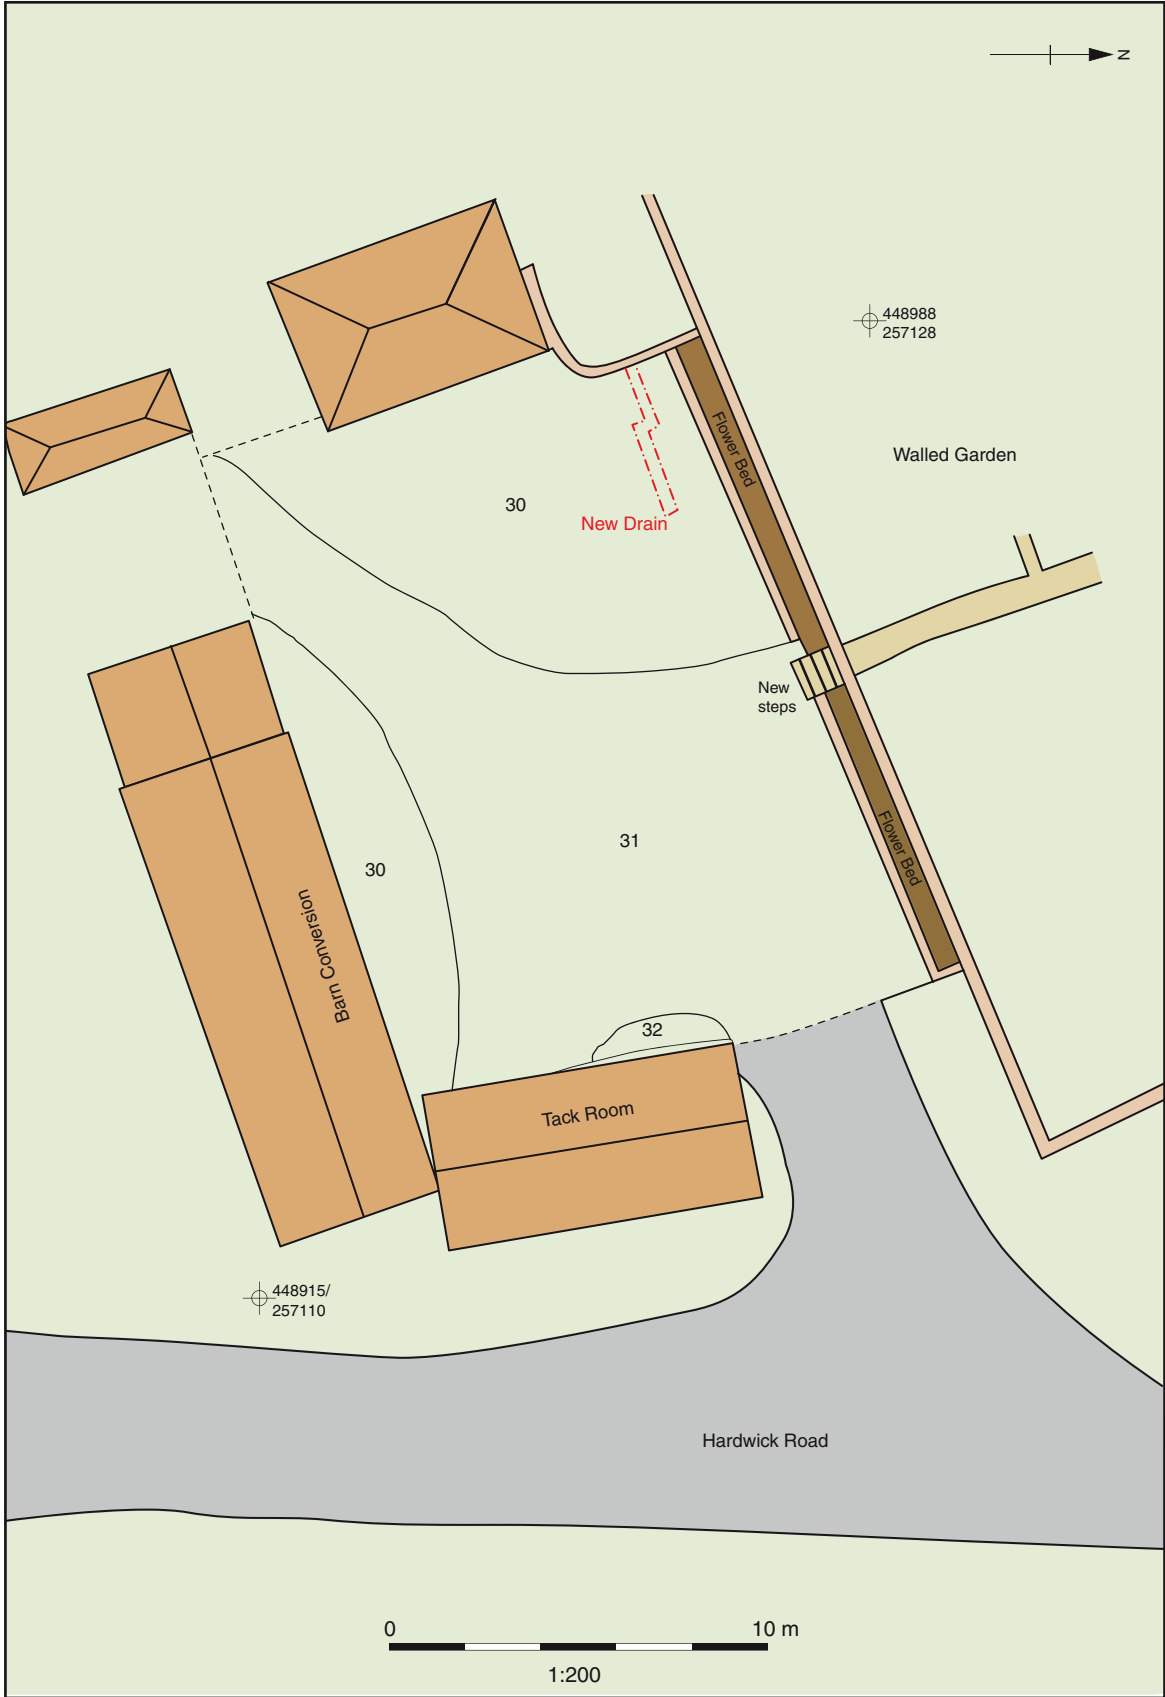 N
448988
257128
Flower Bed
Walled Garden
30
New Drain
New
steps
Flower Bed
31
30
Barn Conversion
32
Tack Room
448915/
257110
Hardwick Road
0 10 m
1:200